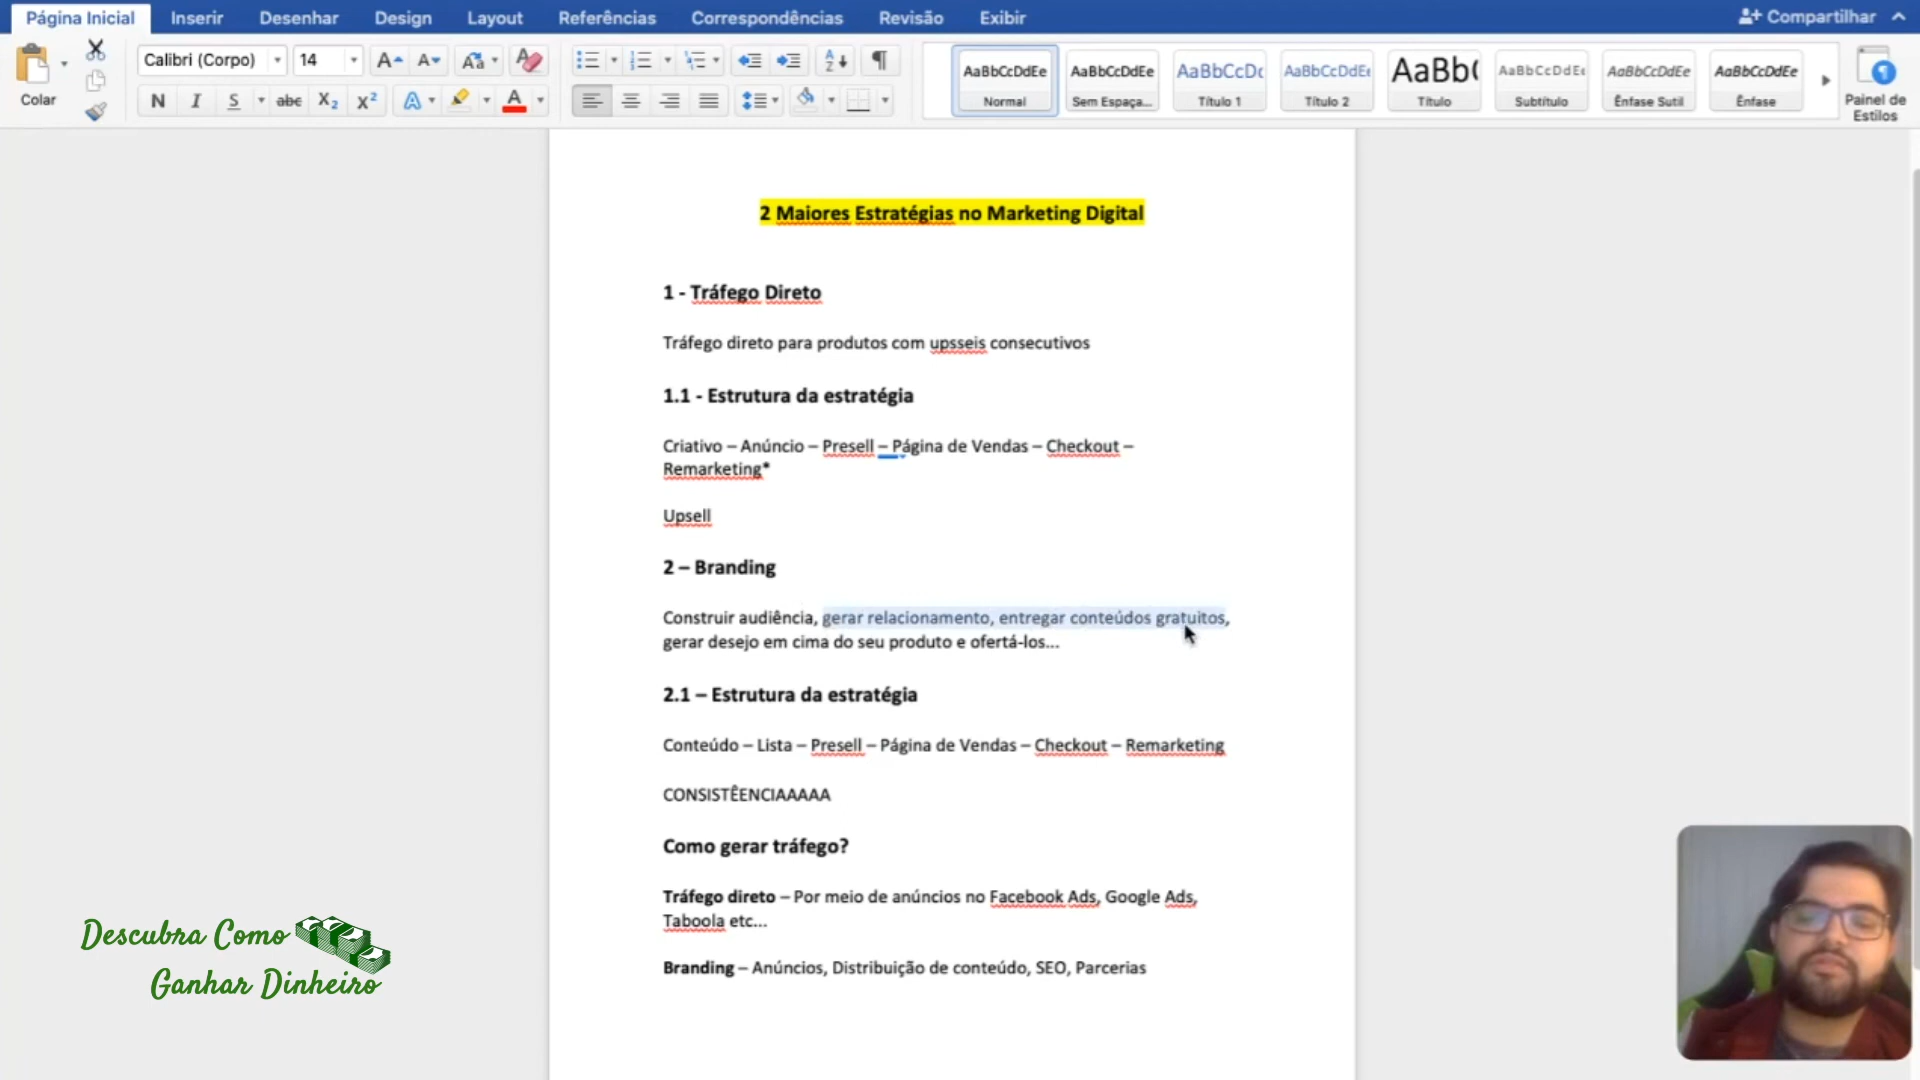 Página Inicial Inserir Desenhar Design Layout Referências Correspondências Revisão Exibir Compartilhar
Colar
Calibri (Corpo) 14
N I S abc X₂ X²
AaBbCcDdEe Normal
AaBbCcDdEe Sem Espaça...
AaBbCcDc Título 1
AaBbCcDdEe Título 2
AaBb( Título
AaBbCcDdEe Subtítulo
AaBbCcDdEe Ênfase Sutil
AaBbCcDdEe Ênfase
Painel de
Estilos
2 Maiores Estratégias no Marketing Digital
1 - Tráfego Direto
Tráfego direto para produtos com upsseis consecutivos
1.1 - Estrutura da estratégia
Criativo – Anúncio – Presell – Página de Vendas – Checkout –
Remarketing*
Upsell
2 – Branding
Construir audiência, gerar relacionamento, entregar conteúdos gratuitos,
gerar desejo em cima do seu produto e ofertá-los...
2.1 – Estrutura da estratégia
Conteúdo – Lista – Presell – Página de Vendas – Checkout – Remarketing
CONSISTÊENCIAAAAA
Como gerar tráfego?
Tráfego direto – Por meio de anúncios no Facebook Ads, Google Ads,
Taboola etc...
Branding – Anúncios, Distribuição de conteúdo, SEO, Parcerias
Descubra Como
Ganhar Dinheiro